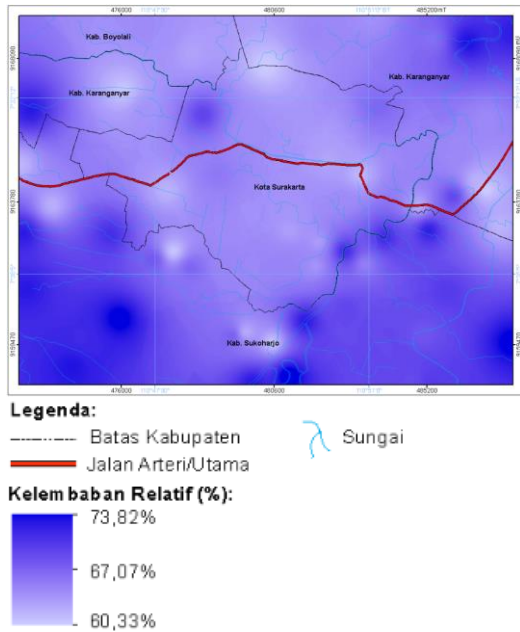 476000 480600 485200mT
Kab. Boyolali
Kab. Karanganyar
Kab. Karanganyar
Kota Surakarta
Kab. Sukoharjo
476000 480600 485200
Legenda:
Batas Kabupaten
Sungai
Jalan Arteri/Utama
Kelembaban Relatif (%):
73,82%
67,07%
60,33%